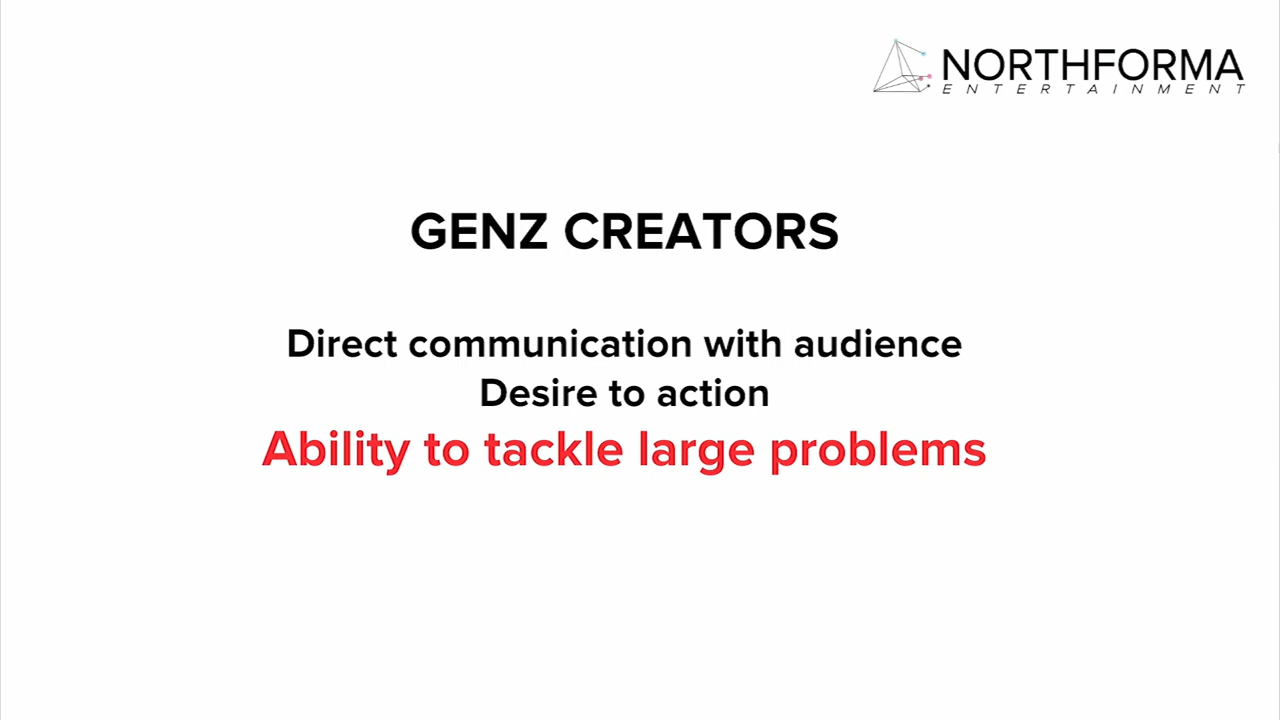 NORTHFORMA
ENTERTAINMENT
GENZ CREATORS
Direct communication with audience
Desire to action
Ability to tackle large problems